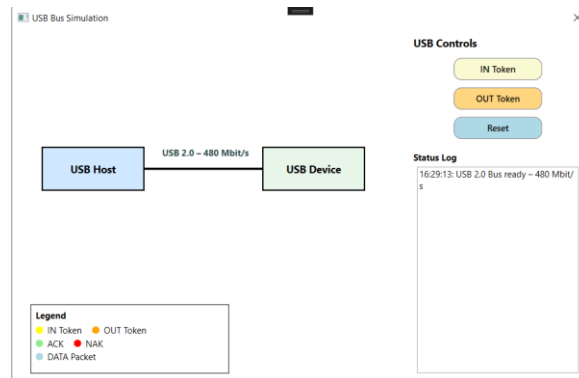 USB Bus Simulation
USB Controls
IN Token
OUT Token
Reset
USB 2.0 – 480 Mbit/s
USB Host
USB Device
Status Log
16:29:13: USB 2.0 Bus ready – 480 Mbit/
s
Legend
IN Token OUT Token
ACK NAK
DATA Packet